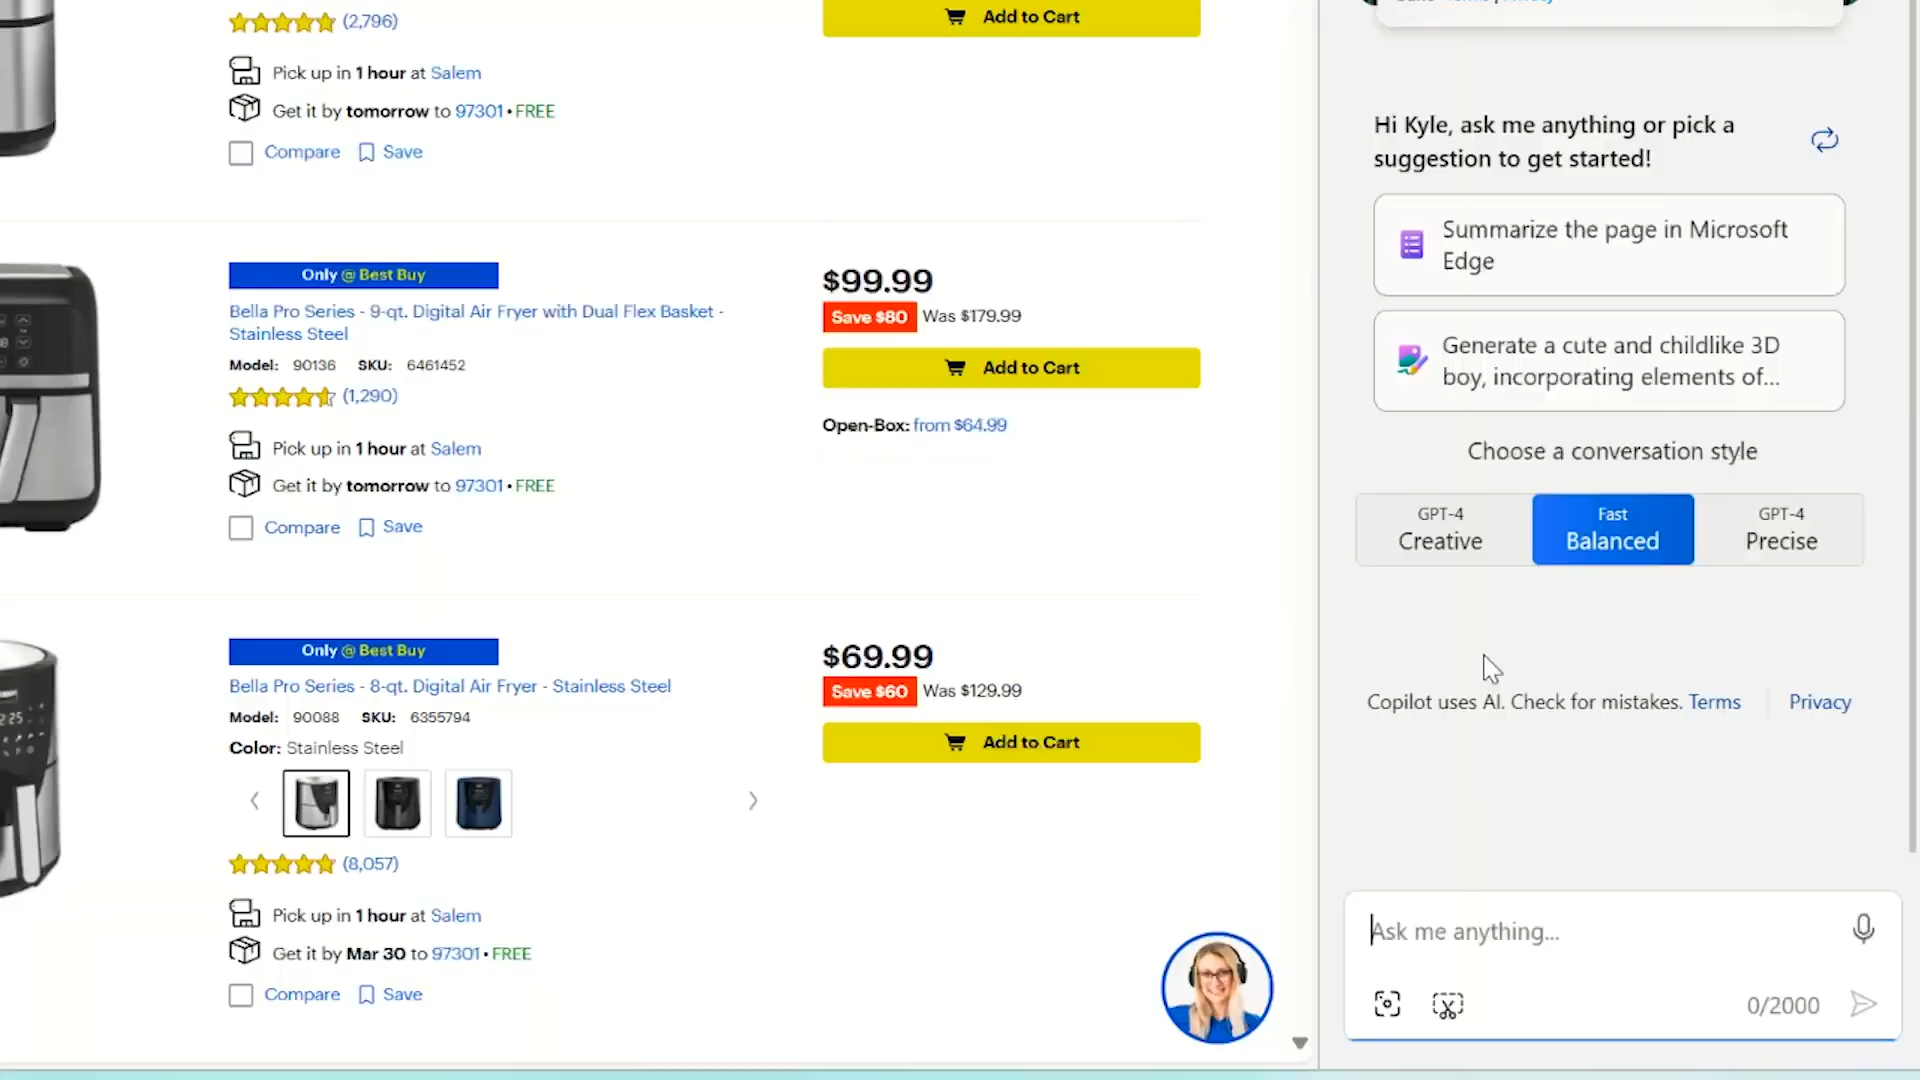 (2,796)
Add to Cart
Pick up in 1 hour at Salem
Get it by tomorrow to 97301 • FREE
Compare Save
Only @ Best Buy
Bella Pro Series - 9-qt. Digital Air Fryer with Dual Flex Basket -
Stainless Steel
Model: 90136 SKU: 6461452
(1,290)
Pick up in 1 hour at Salem
Get it by tomorrow to 97301 • FREE
Compare Save
$99.99
Save $80 Was $179.99
Add to Cart
Open-Box: from $64.99
Only @ Best Buy
Bella Pro Series - 8-qt. Digital Air Fryer - Stainless Steel
Model: 90088 SKU: 6355794
Color: Stainless Steel
(8,057)
Pick up in 1 hour at Salem
Get it by Mar 30 to 97301 • FREE
Compare Save
$69.99
Save $60 Was $129.99
Add to Cart
Hi Kyle, ask me anything or pick a
suggestion to get started!
Summarize the page in Microsoft
Edge
Generate a cute and childlike 3D
boy, incorporating elements of...
Choose a conversation style
GPT-4
Creative
Fast
Balanced
GPT-4
Precise
Copilot uses AI. Check for mistakes. Terms Privacy
Ask me anything...
0/2000